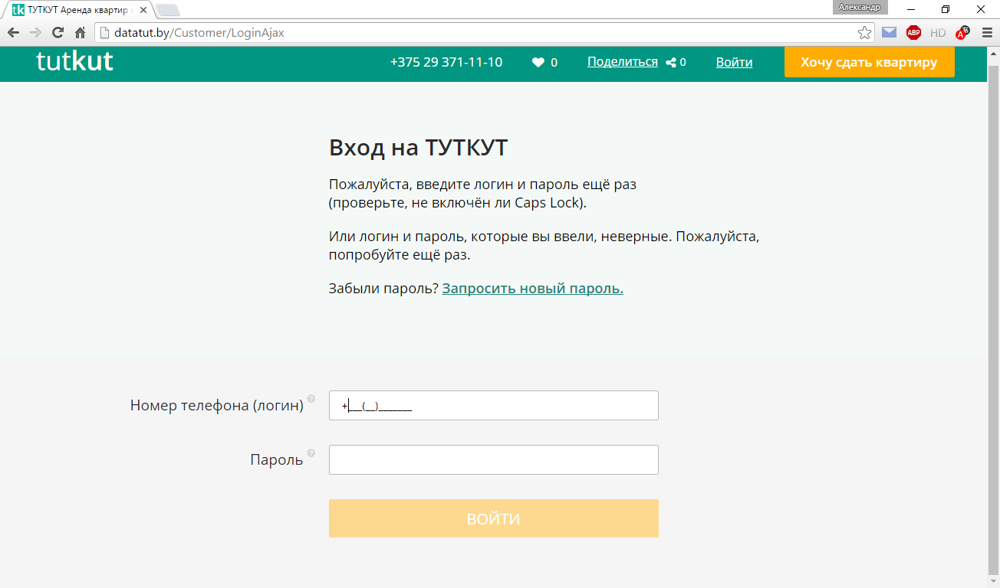 Александр
tk ТУТКУТ Аренда квартир
datatut.by/Customer/LoginAjax
ABP HD
tutkut +375 29 371-11-10 0 Поделиться 0 Войти Хочу сдать квартиру
Вход на ТУТКУТ
Пожалуйста, введите логин и пароль ещё раз
(проверьте, не включён ли Caps Lock).
Или логин и пароль, которые вы ввели, неверные. Пожалуйста,
попробуйте ещё раз.
Забыли пароль? Запросить новый пароль.
Номер телефона (логин) ? +___(__)_______
Пароль ?
ВОЙТИ